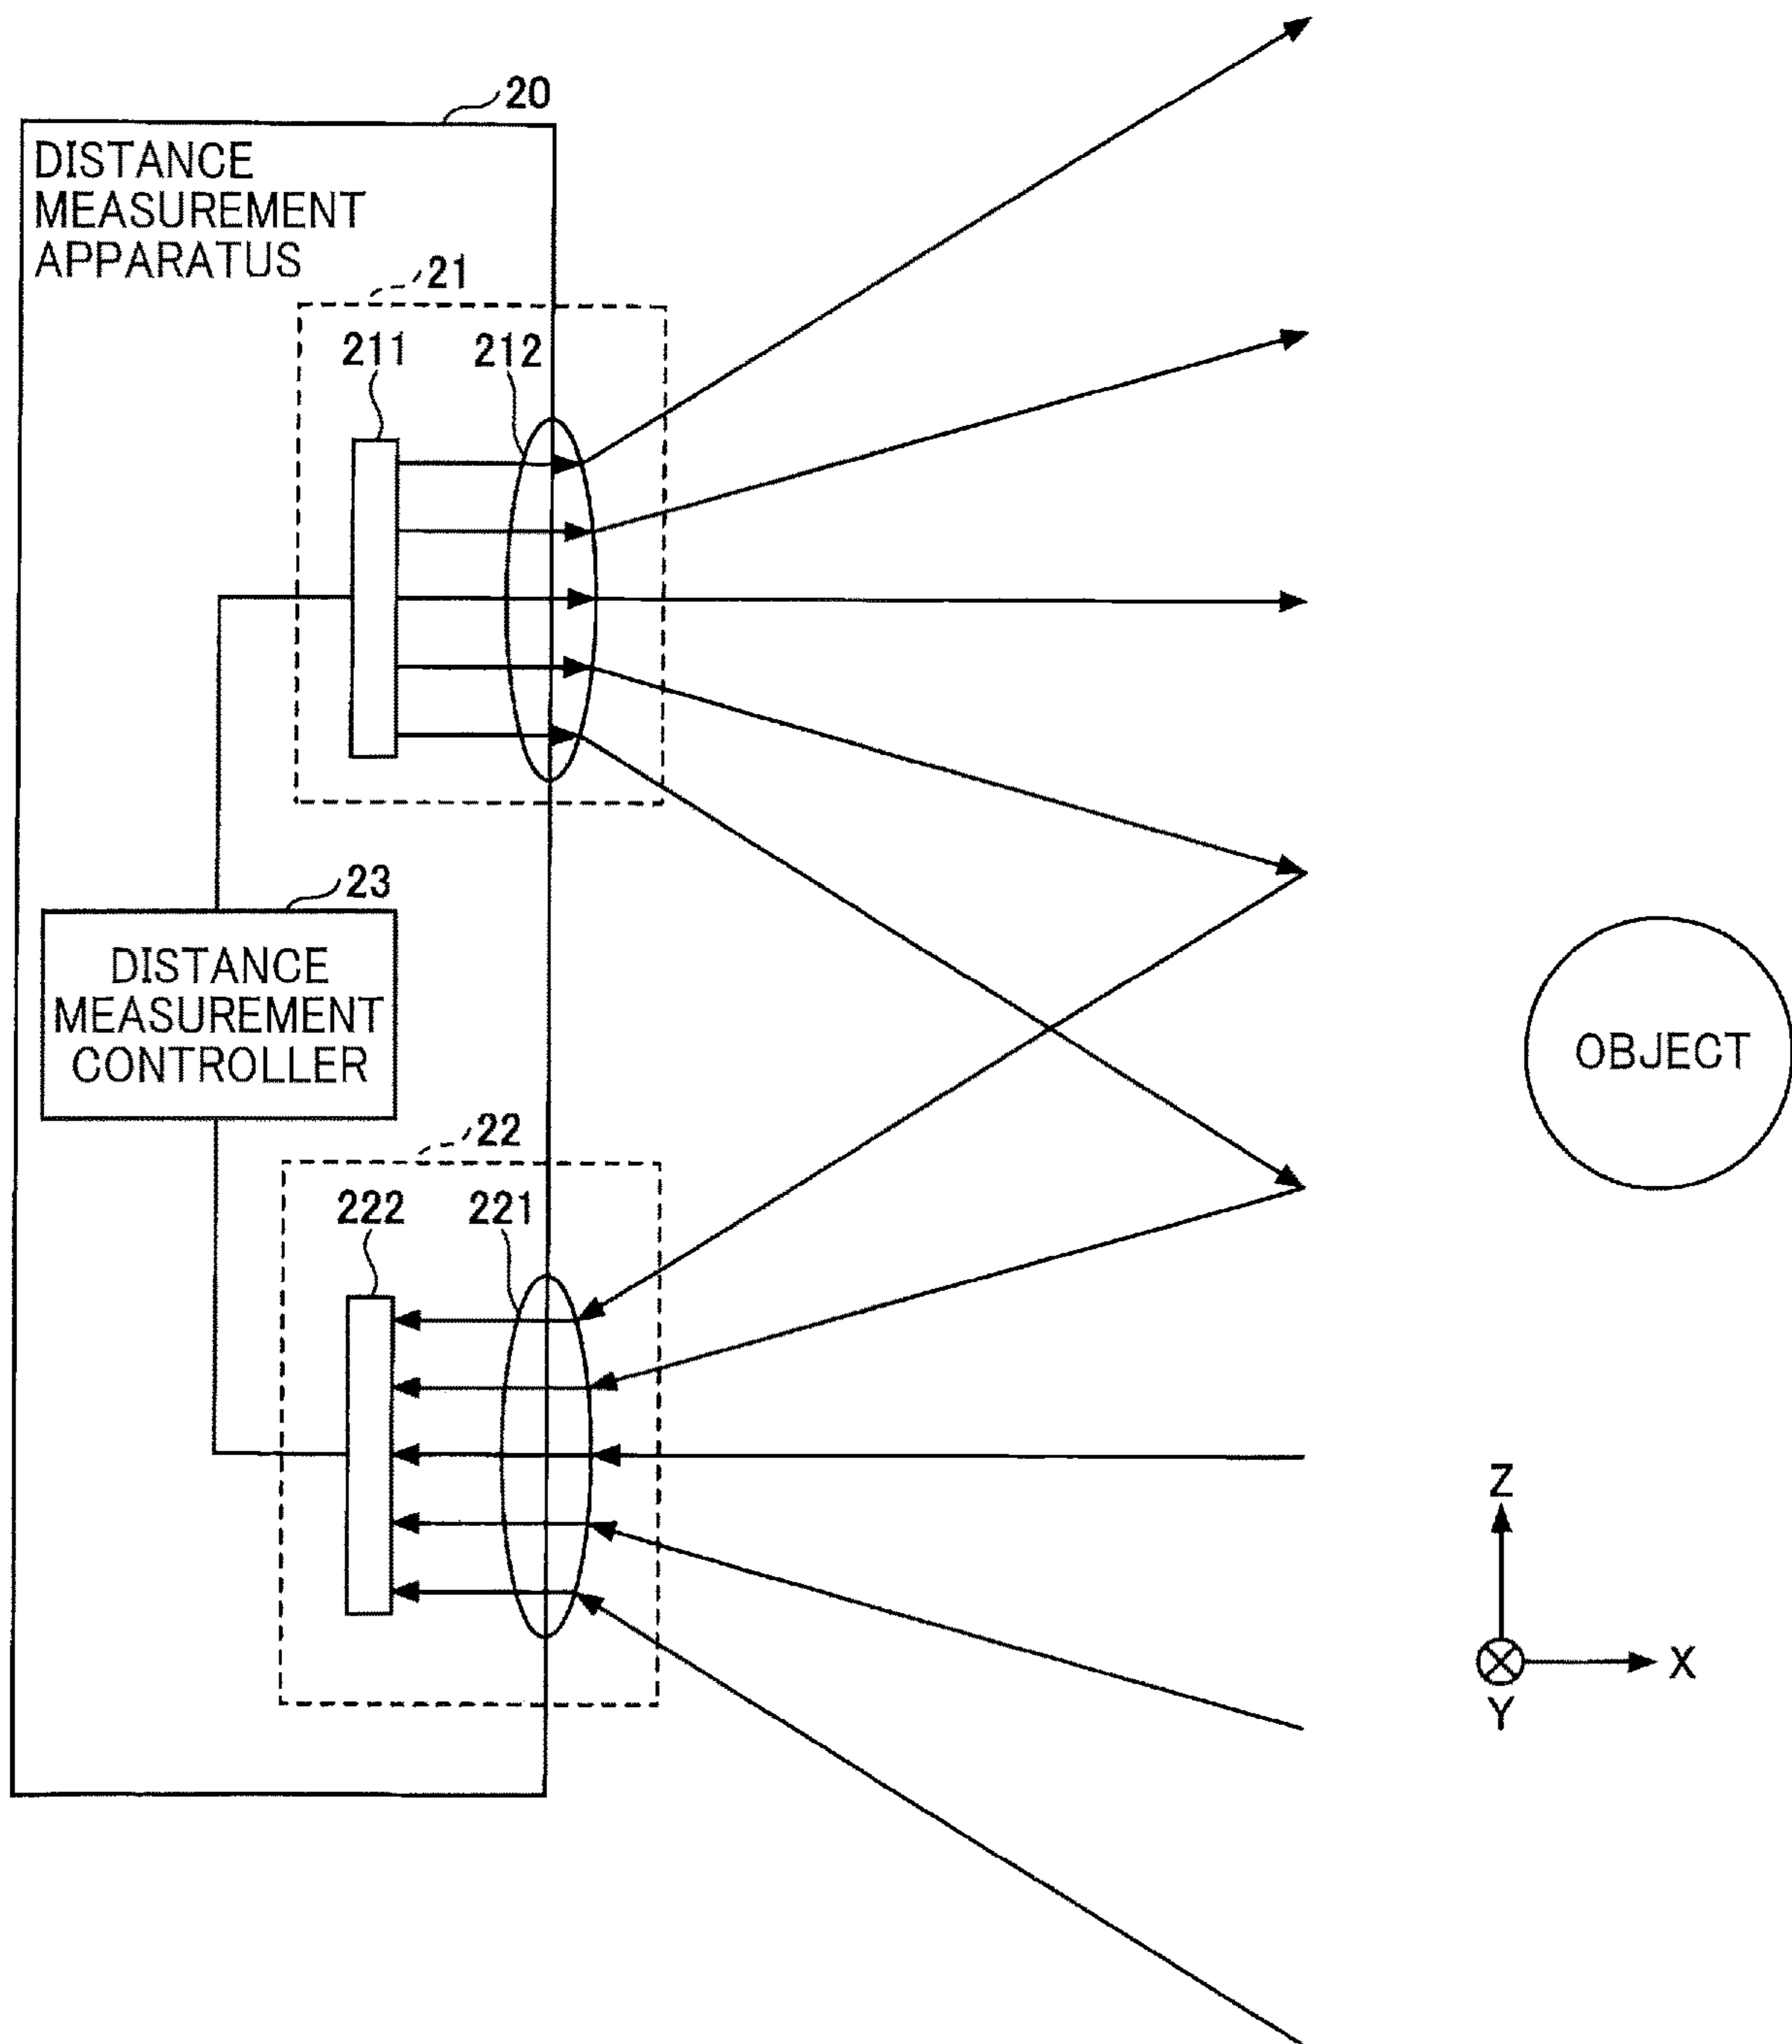 20
DISTANCE
MEASUREMENT
APPARATUS
21
211
212
23
DISTANCE
MEASUREMENT
CONTROLLER
OBJECT
22
222
221
Z
X
Y